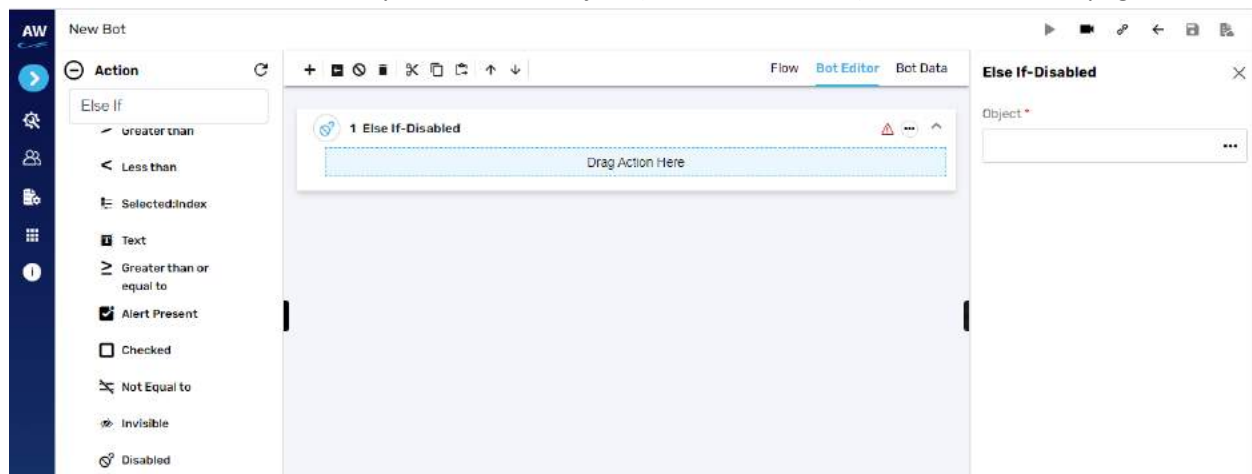 AW
New Bot
Action
Flow Bot Editor Bot Data
Else If-Disabled
Else If
Object *
Greater than
1 Else If-Disabled
Drag Action Here
Less than
Selected:Index
Text
Greater than or
equal to
Alert Present
Checked
Not Equal to
Invisible
Disabled